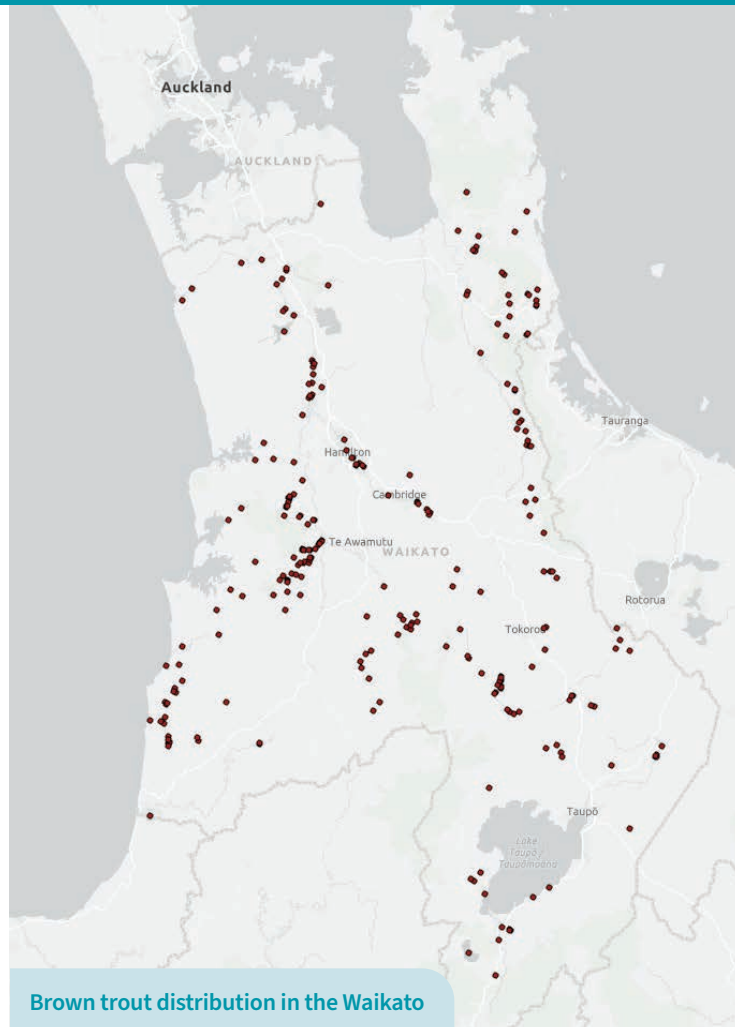 Auckland
AUCKLAND
Tauranga
Hamilton
Cambridge
Te Awamutu
WAIKATO
Rotorua
Tokoroa
Taupō
Lake
Taupō /
Taupōmoana
Brown trout distribution in the Waikato